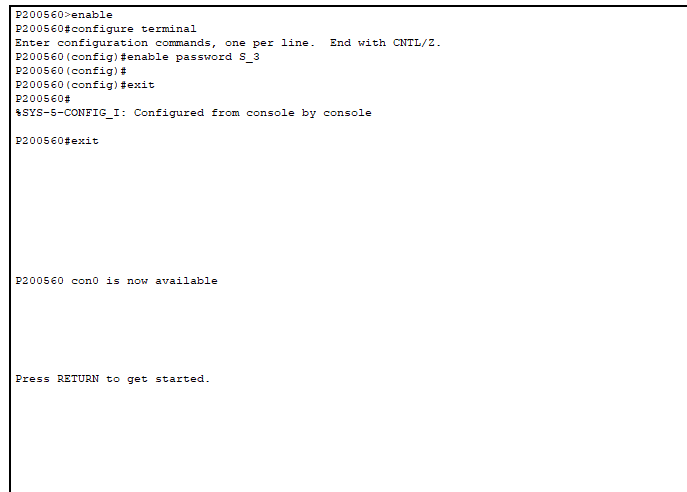 P200560>enable
P200560#configure terminal
Enter configuration commands, one per line.  End with CNTL/Z.
P200560(config)#enable password S_3
P200560(config)#
P200560(config)#exit
P200560#
%SYS-5-CONFIG_I: Configured from console by console
P200560#exit
P200560 con0 is now available
Press RETURN to get started.